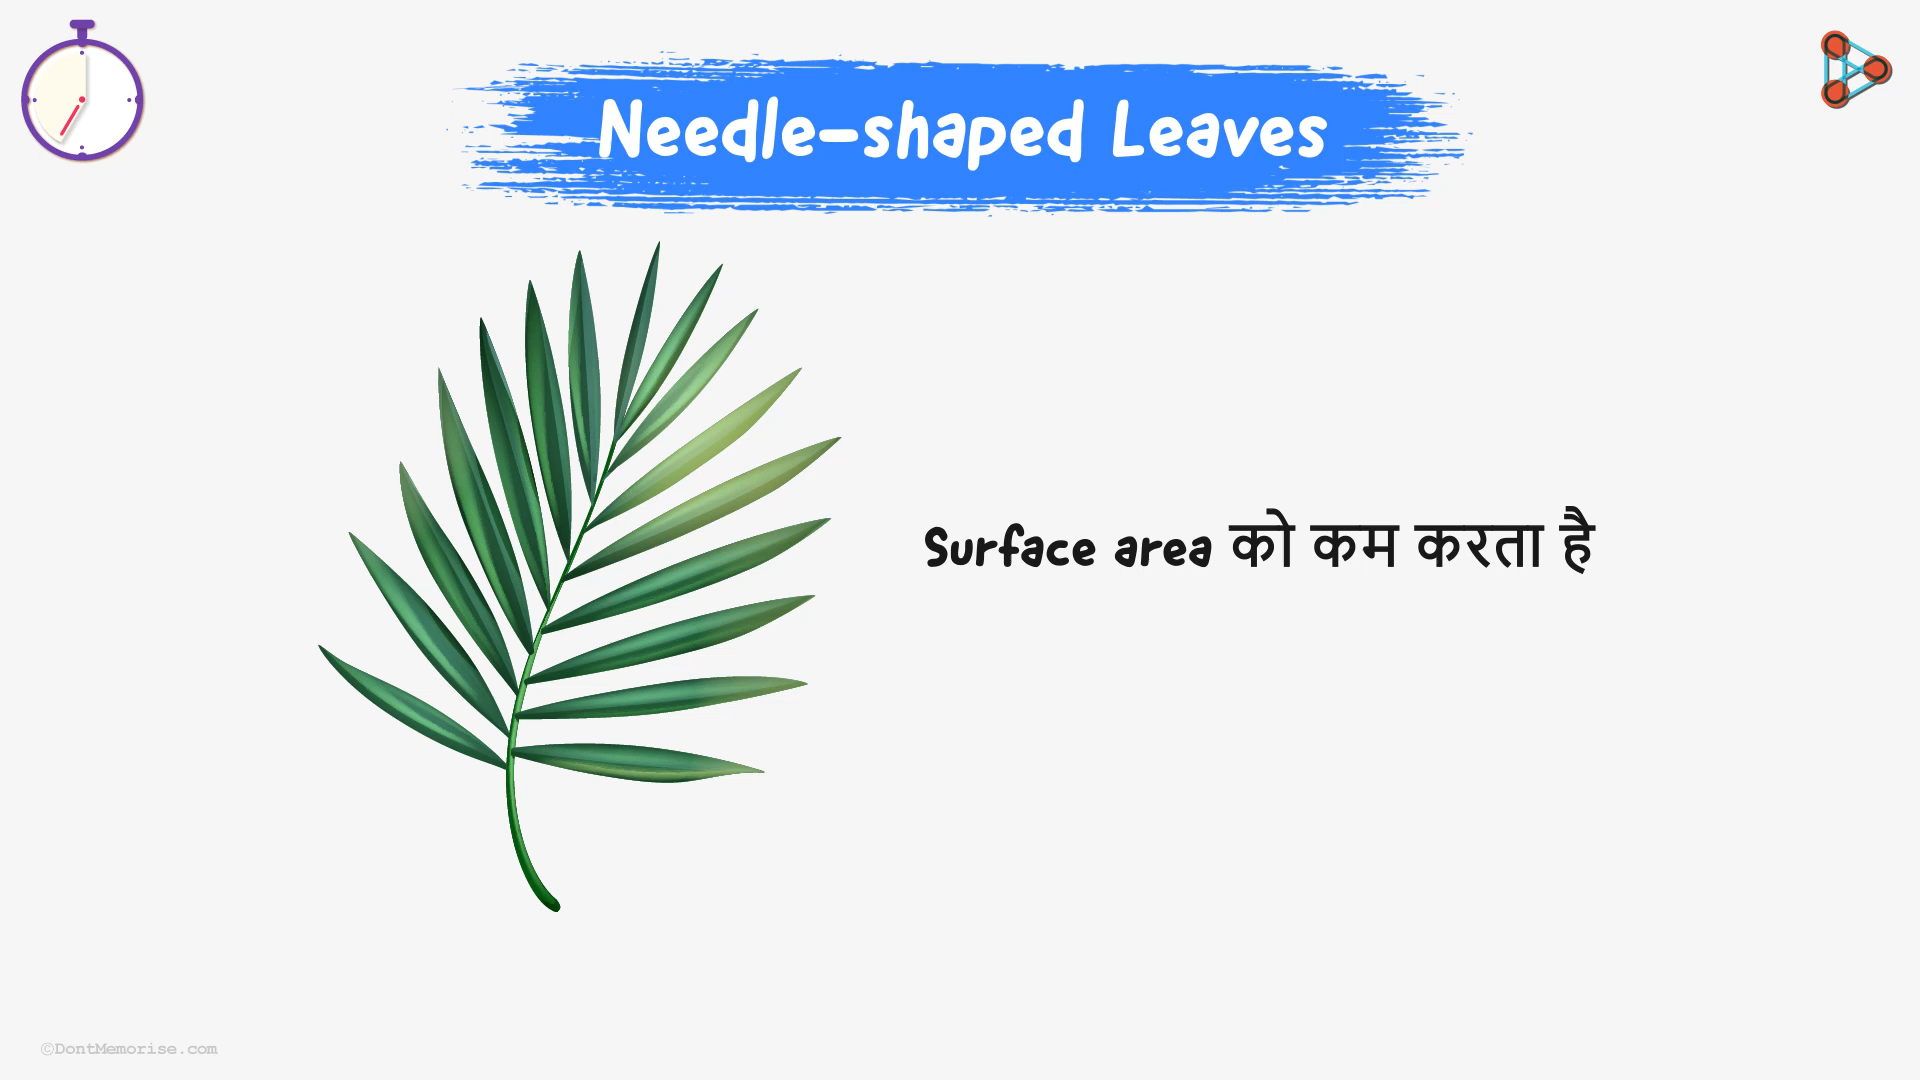 Needle-shaped Leaves
Surface area को कम करता है
©DontMemorise.com